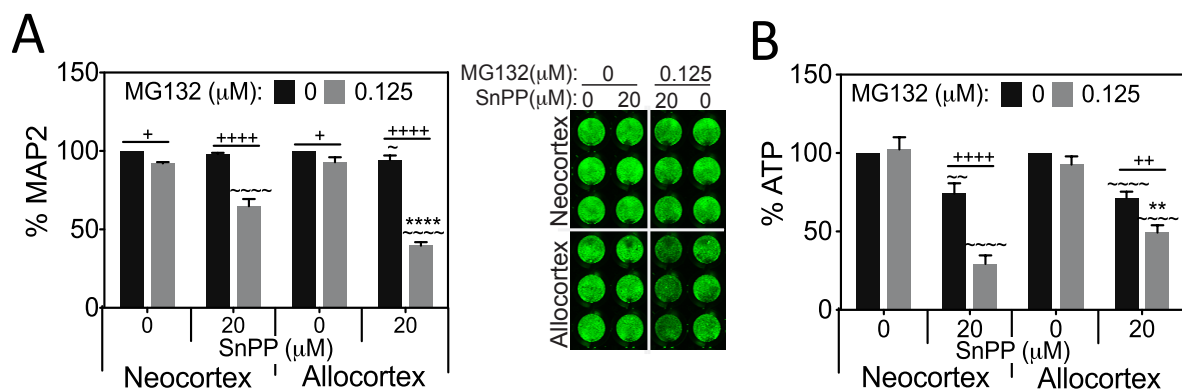 A
% MAP2
150
100
50
0
MG132 (μM): 0 0.125
+
++++
~~~~
+
++++
~
****
~~~~
0 20 0 20
SnPP (μM)
Neocortex Allocortex
MG132(μM): 0 0.125
SnPP(μM): 0 20 20 0
Neocortex
Allocortex
B
% ATP
150
100
50
0
MG132 (μM): 0 0.125
++++
~~
~~~~
++
~~~~
**
~~~~
0 20 0 20
SnPP (μM)
Neocortex Allocortex